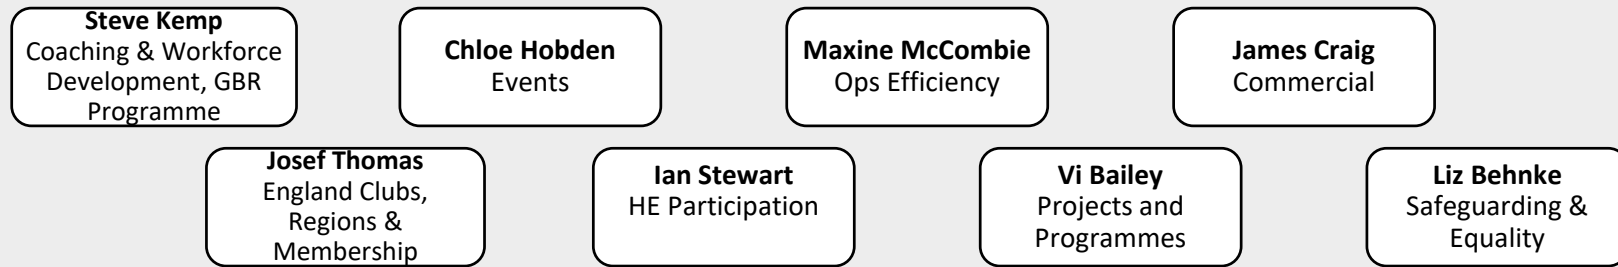 Steve Kemp
Coaching & Workforce
Development, GBR
Programme
Chloe Hobden
Events
Maxine McCombie
Ops Efficiency
James Craig
Commercial
Josef Thomas
England Clubs,
Regions &
Membership
Ian Stewart
HE Participation
Vi Bailey
Projects and
Programmes
Liz Behnke
Safeguarding &
Equality